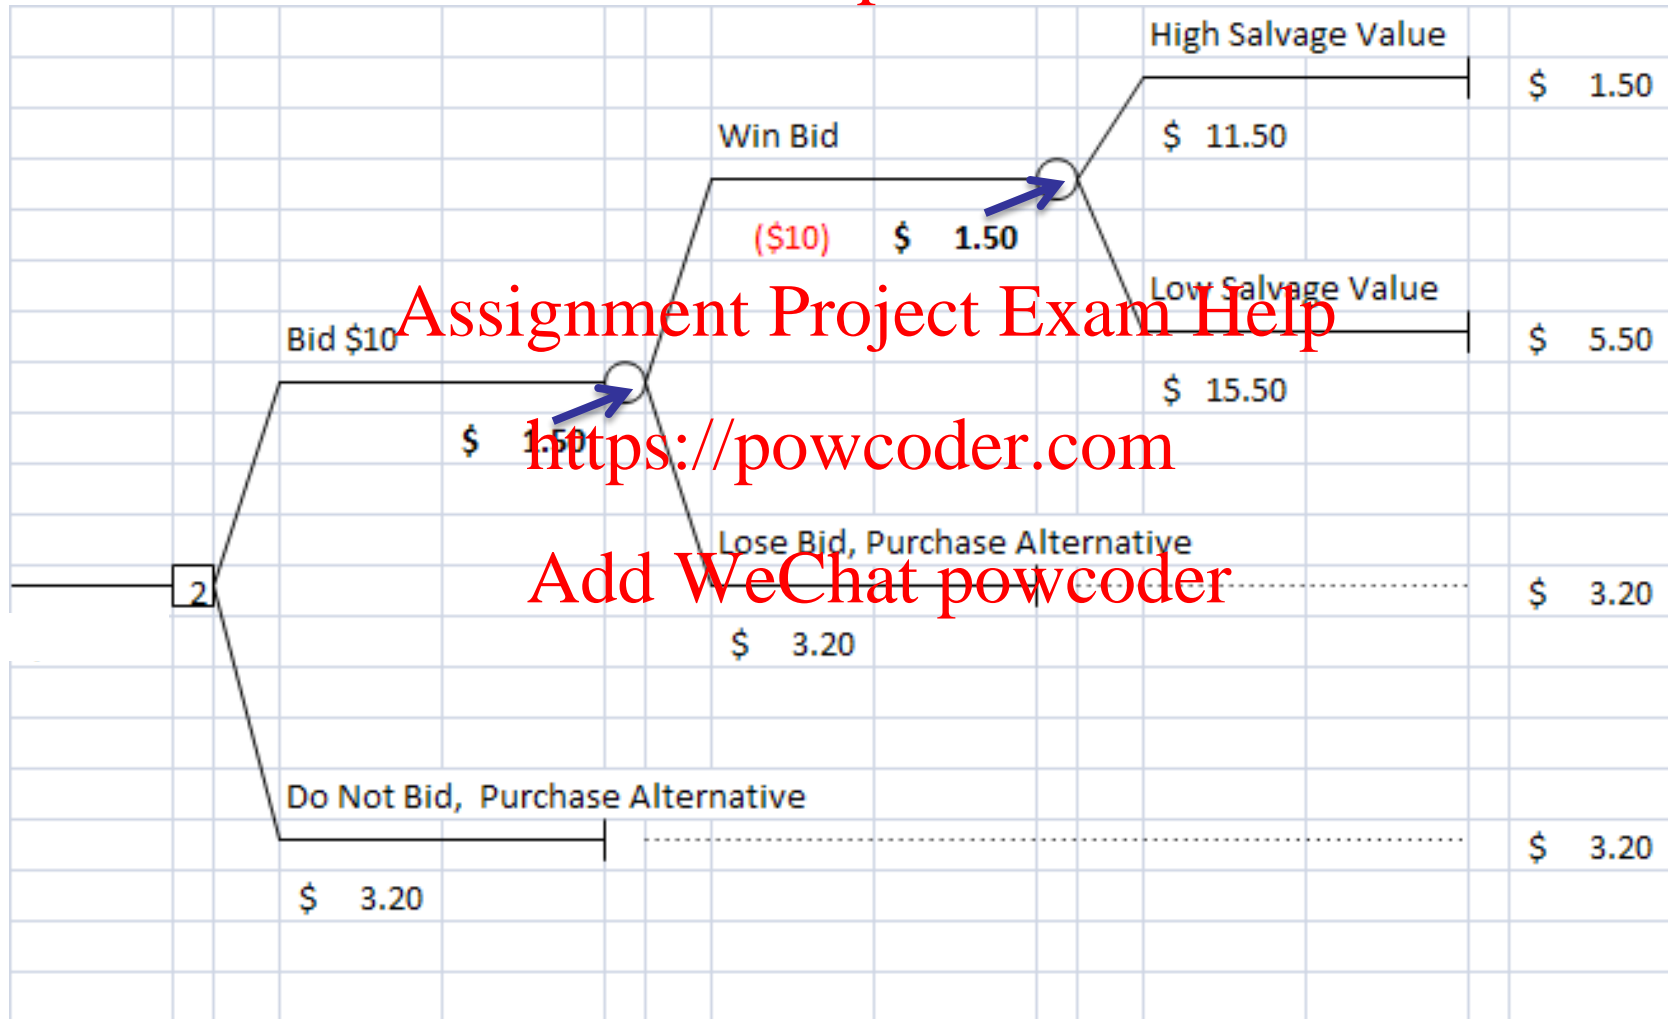 High Salvage Value
$ 1.50
Win Bid
$ 11.50
($10) $ 1.50
Low Salvage Value
Assignment Project Exam Help
Bid $10
$ 5.50
$ 15.50
$ 1.50
https://powcoder.com
Lose Bid, Purchase Alternative
2
Add WeChat powcoder
$ 3.20
$ 3.20
Do Not Bid, Purchase Alternative
$ 3.20
$ 3.20